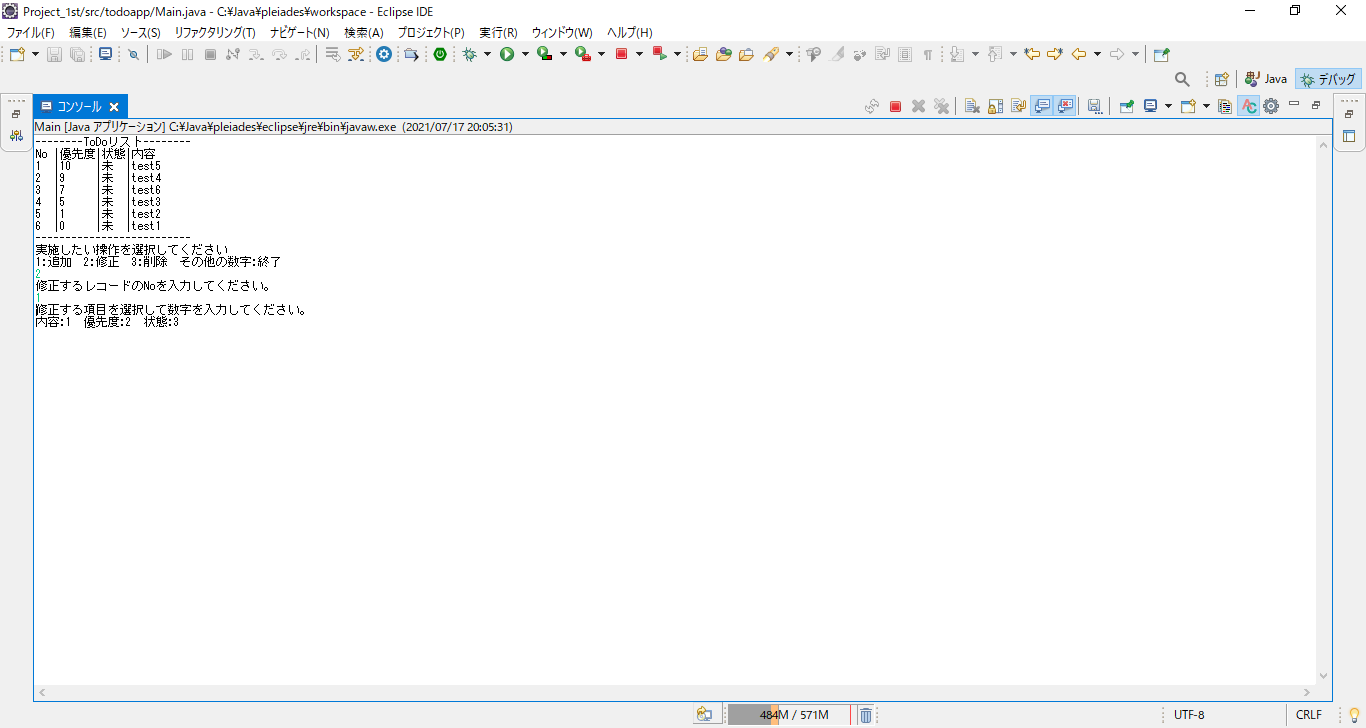 Project_1st/src/todoapp/Main.java - C:¥Java¥pleiades¥workspace - Eclipse IDE
ファイル(F) 編集(E) ソース(S) リファクタリング(T) ナビゲート(N) 検索(A) プロジェクト(P) 実行(R) ウィンドウ(W) ヘルプ(H)
Java デバッグ
コンソール
Main [Java アプリケーション] C:¥Java¥pleiades¥eclipse¥jre¥bin¥javaw.exe (2021/07/17 20:05:31)
--------ToDoリスト--------
No |優先度|状態|内容
1 |10 |未 |test5
2 |9 |未 |test4
3 |7 |未 |test6
4 |5 |未 |test3
5 |1 |未 |test2
6 |0 |未 |test1
--------------------------
実施したい操作を選択してください
1:追加 2:修正 3:削除 その他の数字:終了
2
修正するレコードのNoを入力してください。
1
修正する項目を選択して数字を入力してください。
内容:1 優先度:2 状態:3
484M / 571M UTF-8 CRLF